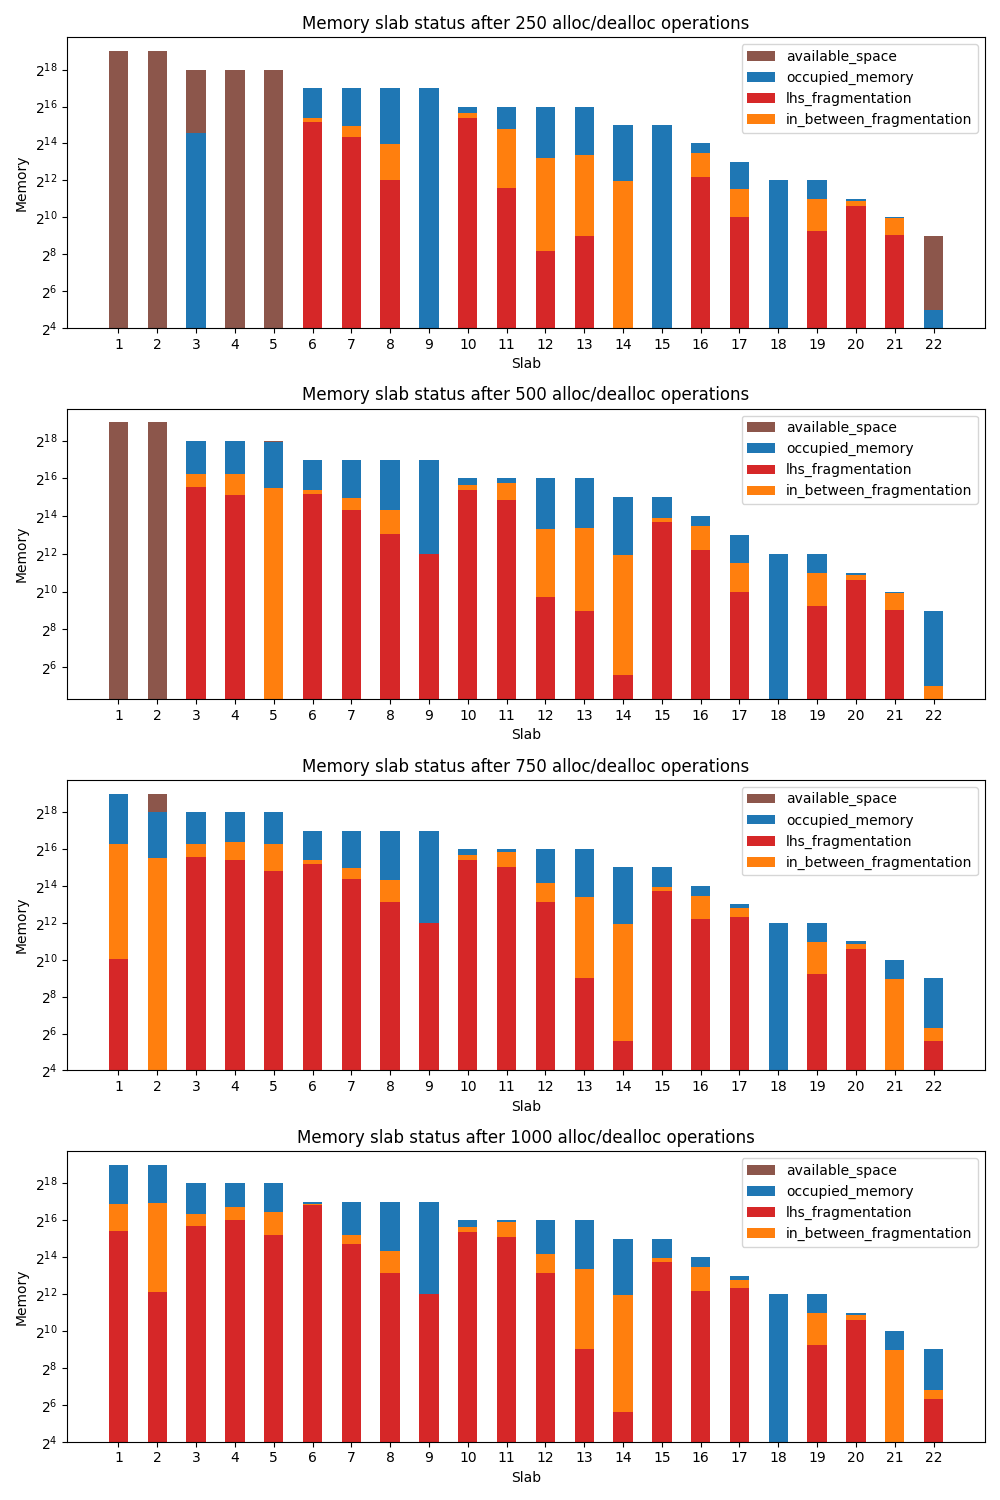 Memory slab status after 250 alloc/dealloc operations
available_space
occupied_memory
lhs_fragmentation
in_between_fragmentation
Memory
2^18
2^16
2^14
2^12
2^10
2^8
2^6
2^4
1 2 3 4 5 6 7 8 9 10 11 12 13 14 15 16 17 18 19 20 21 22
Slab
Memory slab status after 500 alloc/dealloc operations
available_space
occupied_memory
lhs_fragmentation
in_between_fragmentation
Memory
2^18
2^16
2^14
2^12
2^10
2^8
2^6
1 2 3 4 5 6 7 8 9 10 11 12 13 14 15 16 17 18 19 20 21 22
Slab
Memory slab status after 750 alloc/dealloc operations
available_space
occupied_memory
lhs_fragmentation
in_between_fragmentation
Memory
2^18
2^16
2^14
2^12
2^10
2^8
2^6
2^4
1 2 3 4 5 6 7 8 9 10 11 12 13 14 15 16 17 18 19 20 21 22
Slab
Memory slab status after 1000 alloc/dealloc operations
available_space
occupied_memory
lhs_fragmentation
in_between_fragmentation
Memory
2^18
2^16
2^14
2^12
2^10
2^8
2^6
2^4
1 2 3 4 5 6 7 8 9 10 11 12 13 14 15 16 17 18 19 20 21 22
Slab